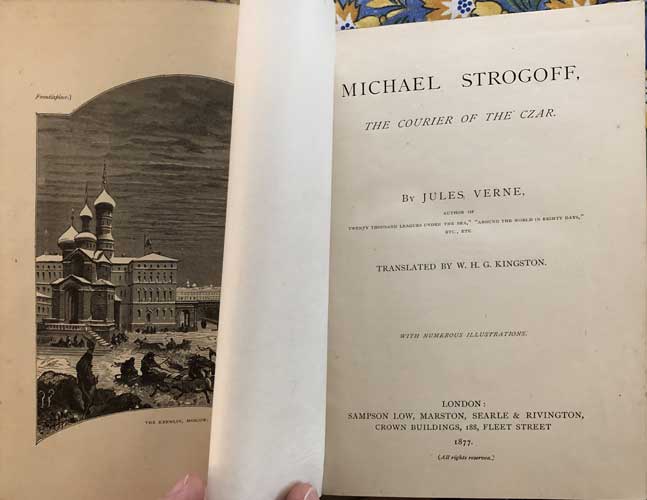 Frontispiece.)
THE KREMLIN, MOSCOW.
MICHAEL STROGOFF,
THE COURIER OF THE CZAR.
BY JULES VERNE,
AUTHOR OF
TWENTY THOUSAND LEAGUES UNDER THE SEA," "AROUND THE WORLD IN EIGHTY DAYS,"
ETC., ETC.
TRANSLATED BY W. H. G. KINGSTON.
WITH NUMEROUS ILLUSTRATIONS.
LONDON:
SAMPSON LOW, MARSTON, SEARLE & RIVINGTON,
CROWN BUILDINGS, 188, FLEET STREET
1877.
(All rights reserved.)